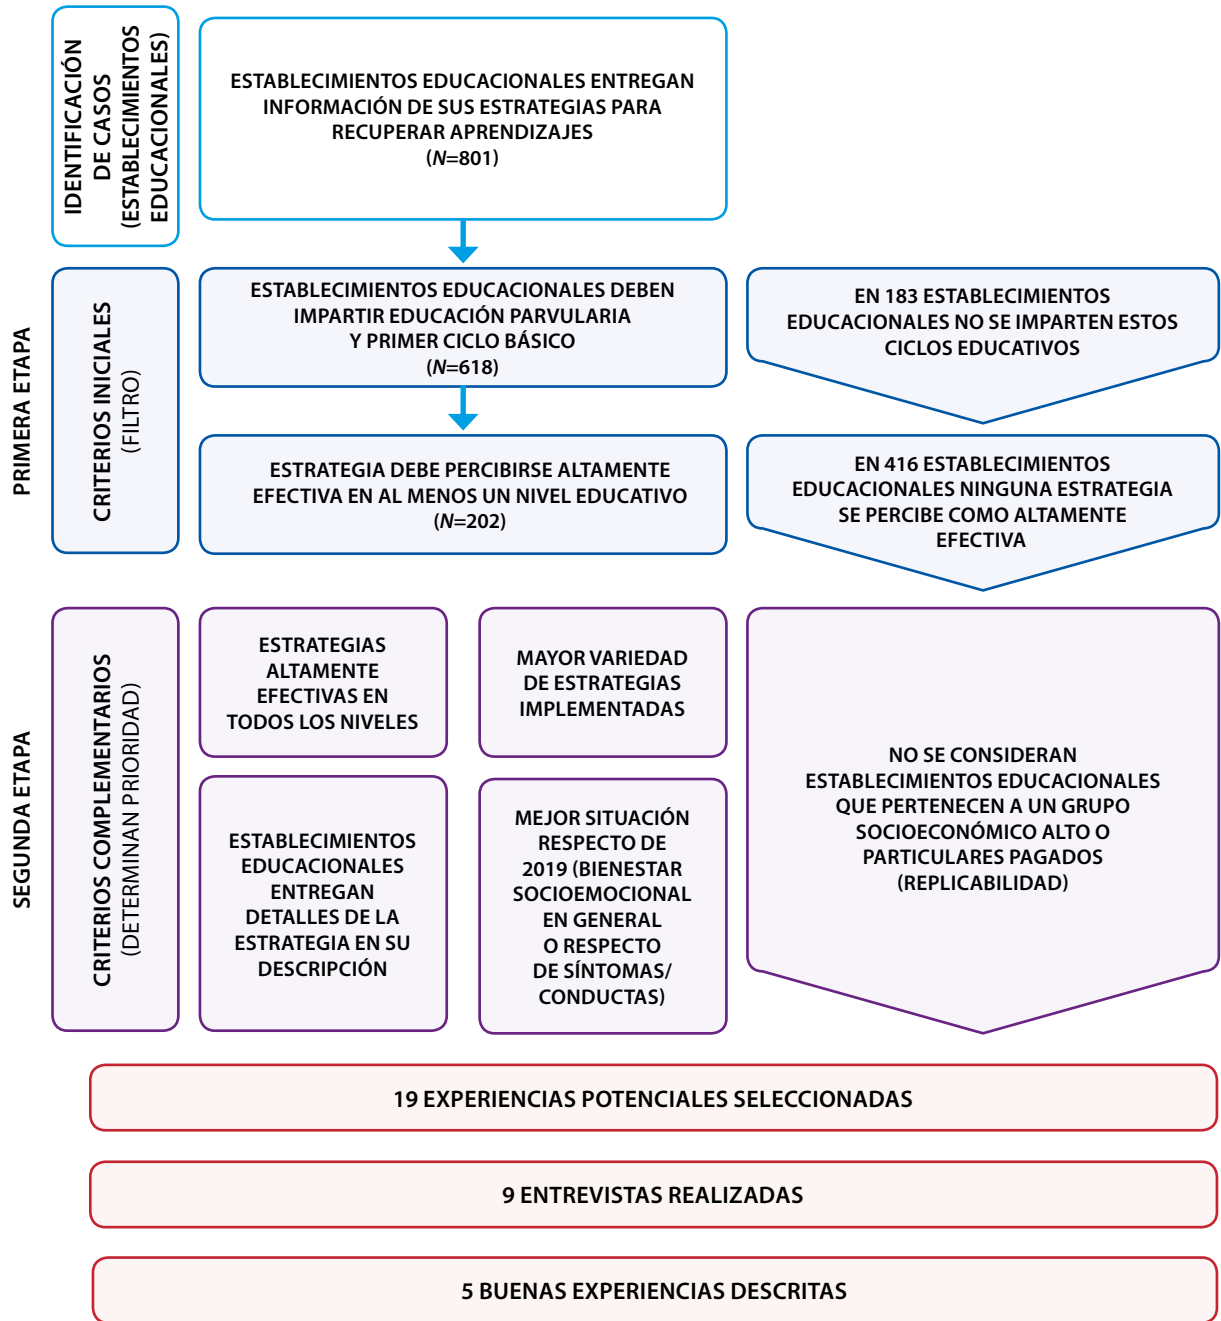 IDENTIFICACIÓN
DE CASOS
(ESTABLECIMIENTOS
EDUCACIONALES)
ESTABLECIMIENTOS EDUCACIONALES ENTREGAN
INFORMACIÓN DE SUS ESTRATEGIAS PARA
RECUPERAR APRENDIZAJES
(N=801)
PRIMERA ETAPA
CRITERIOS INICIALES
(FILTRO)
ESTABLECIMIENTOS EDUCACIONALES DEBEN
IMPARTIR EDUCACIÓN PARVULARIA
Y PRIMER CICLO BÁSICO
(N=618)
EN 183 ESTABLECIMIENTOS
EDUCACIONALES NO SE IMPARTEN ESTOS
CICLOS EDUCATIVOS
ESTRATEGIA DEBE PERCIBIRSE ALTAMENTE
EFECTIVA EN AL MENOS UN NIVEL EDUCATIVO
(N=202)
EN 416 ESTABLECIMIENTOS
EDUCACIONALES NINGUNA ESTRATEGIA
SE PERCIBE COMO ALTAMENTE
EFECTIVA
SEGUNDA ETAPA
CRITERIOS COMPLEMENTARIOS
(DETERMINAN PRIORIDAD)
ESTRATEGIAS
ALTAMENTE
EFECTIVAS EN
TODOS LOS NIVELES
MAYOR VARIEDAD
DE ESTRATEGIAS
IMPLEMENTADAS
ESTABLECIMIENTOS
EDUCACIONALES
ENTREGAN
DETALLES DE LA
ESTRATEGIA EN SU
DESCRIPCIÓN
MEJOR SITUACIÓN
RESPECTO DE
2019 (BIENESTAR
SOCIOEMOCIONAL
EN GENERAL
O RESPECTO
DE SÍNTOMAS/
CONDUCTAS)
NO SE CONSIDERAN
ESTABLECIMIENTOS EDUCACIONALES
QUE PERTENECEN A UN GRUPO
SOCIOECONÓMICO ALTO O
PARTICULARES PAGADOS
(REPLICABILIDAD)
19 EXPERIENCIAS POTENCIALES SELECCIONADAS
9 ENTREVISTAS REALIZADAS
5 BUENAS EXPERIENCIAS DESCRITAS